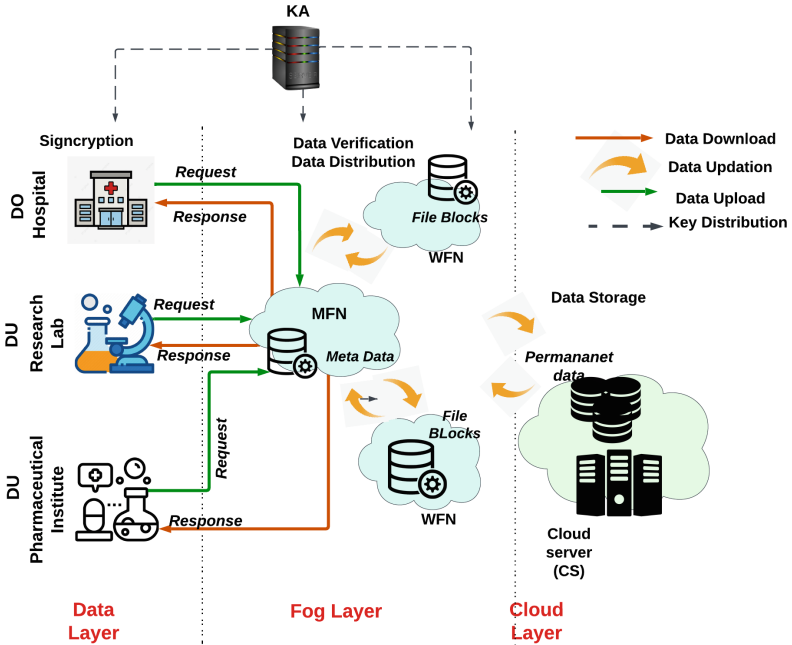 KA
Signcryption
Data Verification
Data Distribution
Data Download
Data Updation
Data Upload
Key Distribution
DO
Hospital
Request
Response
File Blocks
WFN
Data Storage
DU
Research
Lab
Request
Response
MFN
Meta Data
Permananet
data
File
BLocks
WFN
DU
Pharmaceutical
Institute
Request
Response
Cloud
server
(CS)
Data
Layer
Fog Layer
Cloud
Layer